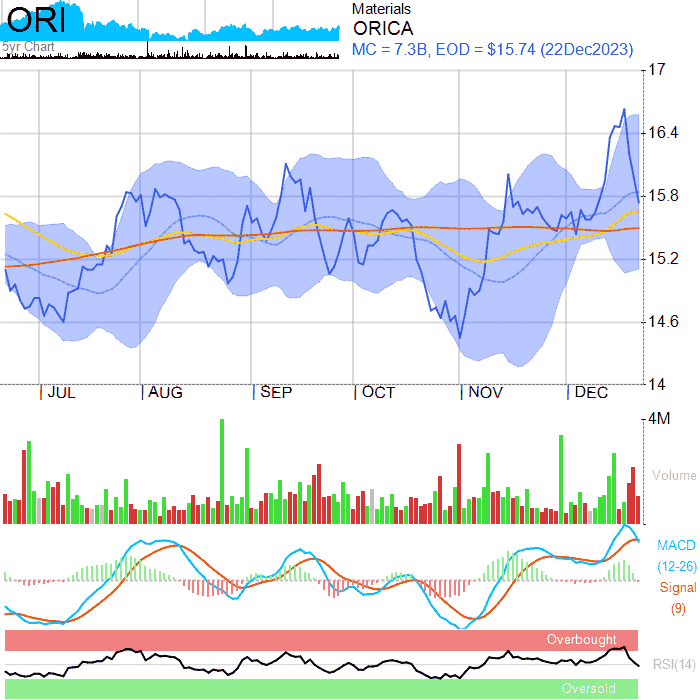 ORI
5yr Chart
Materials
ORICA
MC = 7.3B, EOD = $15.74 (22Dec2023)
17
16.4
15.8
15.2
14.6
14
JUL
AUG
SEP
OCT
NOV
DEC
4M
Volume
MACD
(12-26)
Signal
(9)
Overbought
RSI(14)
Oversold